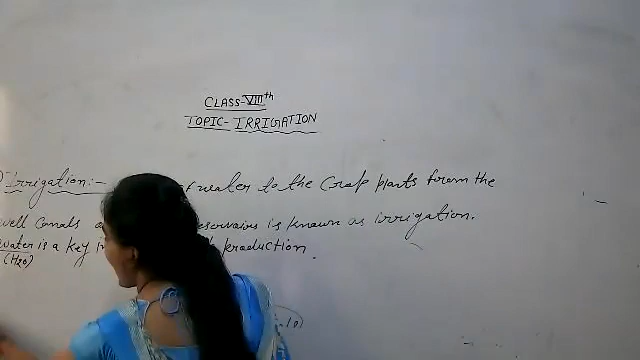 CLASS-VIIIth
TOPIC- IRRIGATION
Irrigation:- of water to the Crop plants form the
well Canals reservoirs is known as irrigation.
water is a key production.
(H2O)